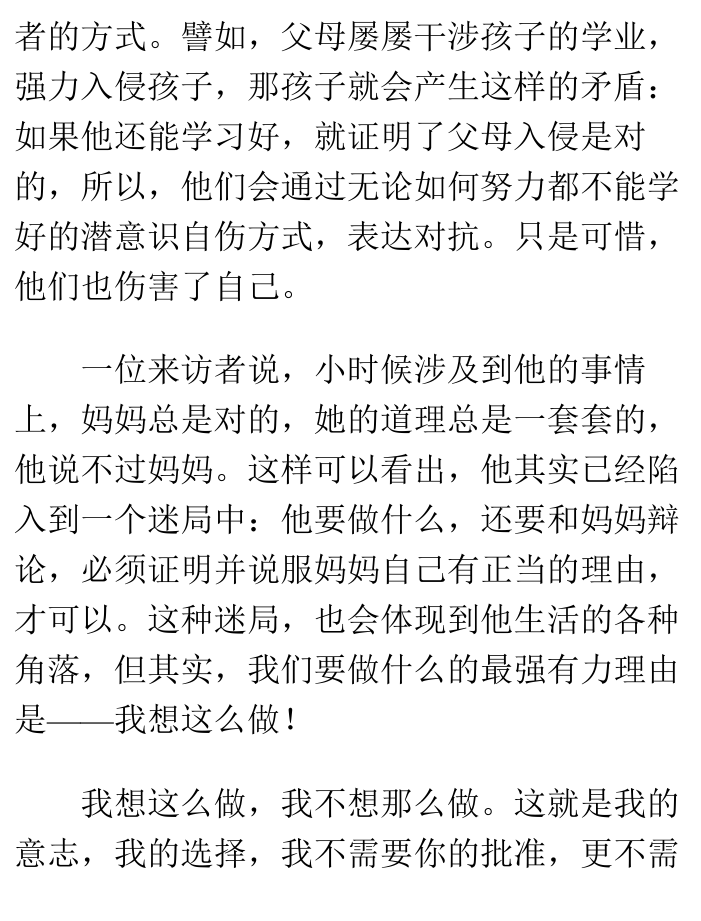 者的方式。譬如，父母屡屡干涉孩子的学业，
强力入侵孩子，那孩子就会产生这样的矛盾：
如果他还能学习好，就证明了父母入侵是对
的，所以，他们会通过无论如何努力都不能学
好的潜意识自伤方式，表达对抗。只是可惜，
他们也伤害了自己。
一位来访者说，小时候涉及到他的事情
上，妈妈总是对的，她的道理总是一套套的，
他说不过妈妈。这样可以看出，他其实已经陷
入到一个迷局中：他要做什么，还要和妈妈辩
论，必须证明并说服妈妈自己有正当的理由，
才可以。这种迷局，也会体现到他生活的各种
角落，但其实，我们要做什么的最强有力理由
是——我想这么做！
我想这么做，我不想那么做。这就是我的
意志，我的选择，我不需要你的批准，更不需